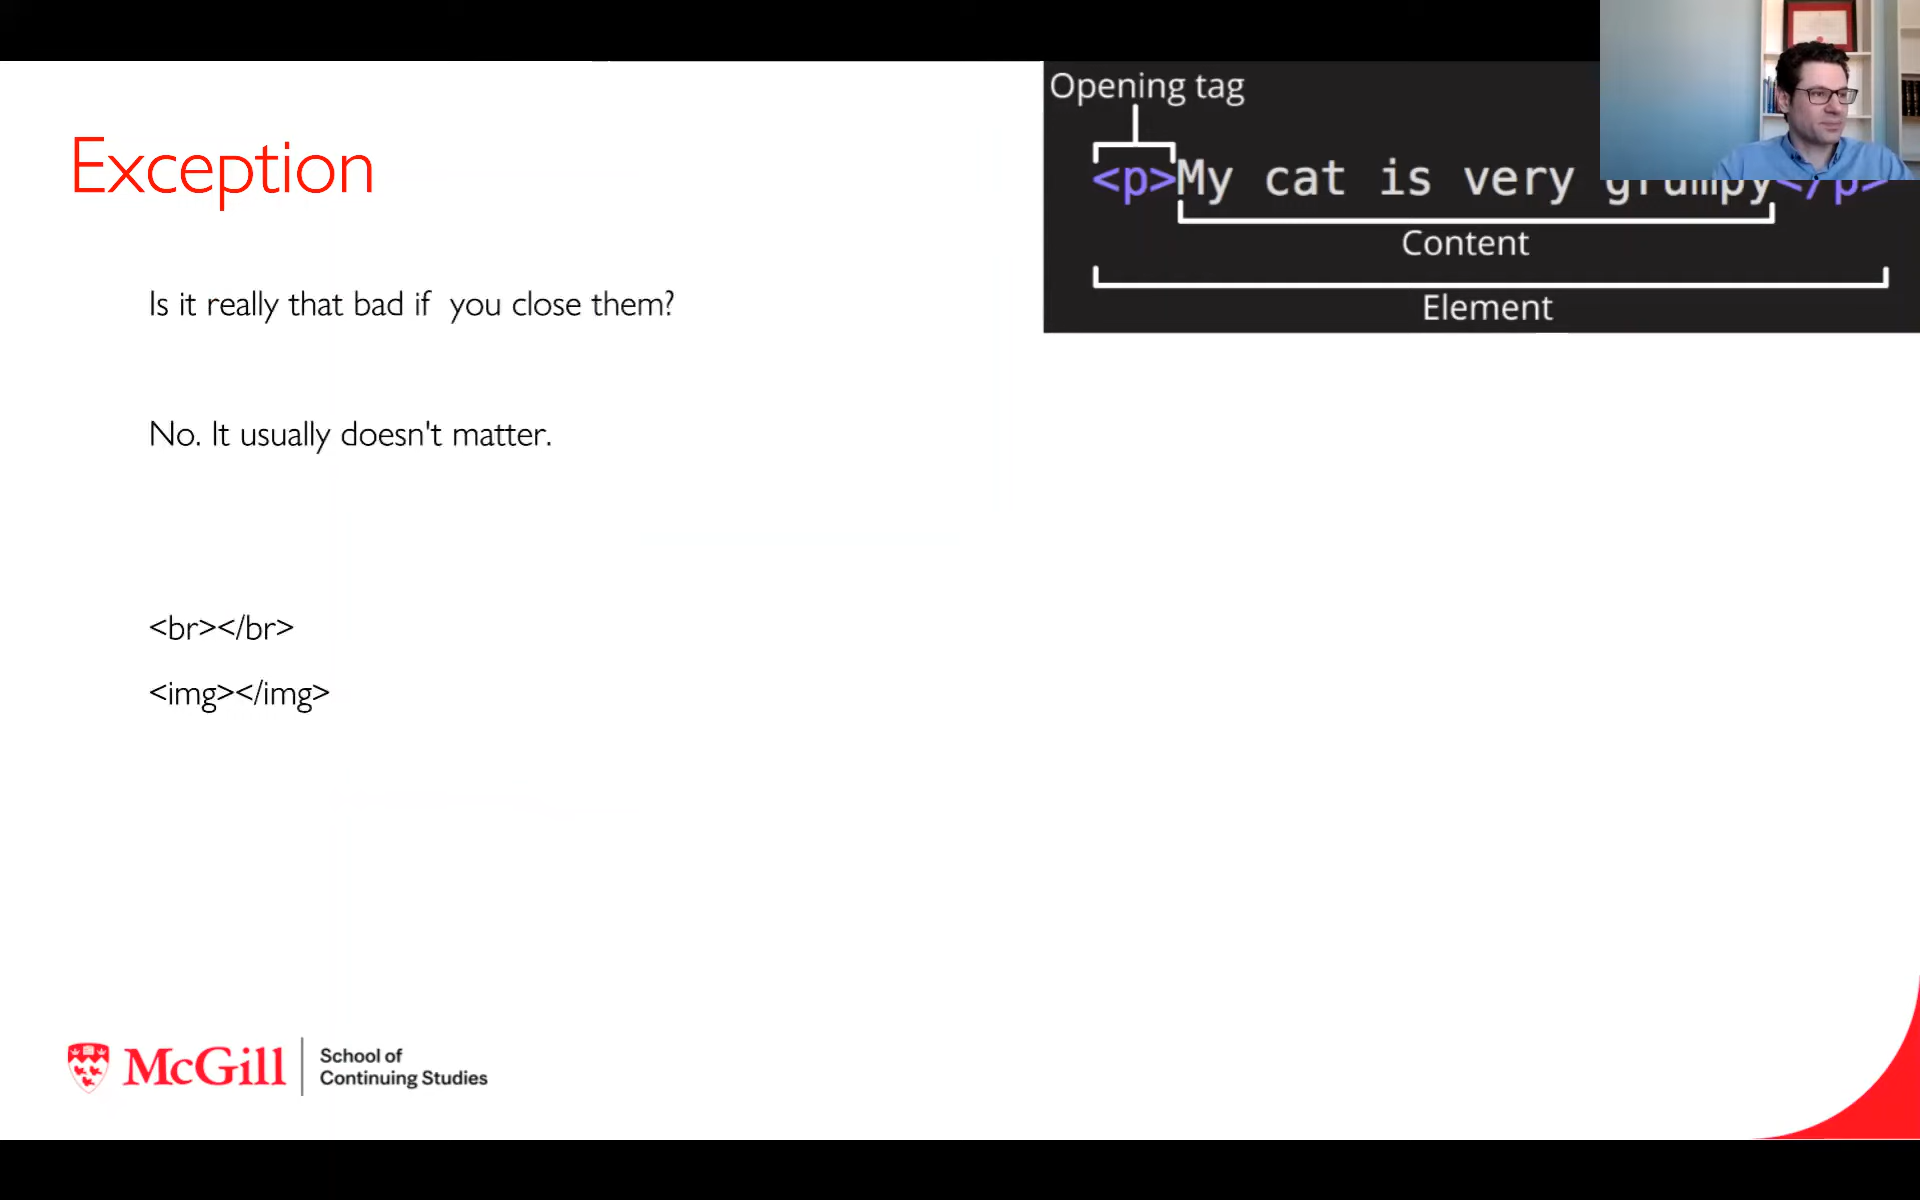 Exception
Is it really that bad if you close them?
No. It usually doesn't matter.
<br></br>
<img></img>
Opening tag
<p>My cat is very grumpy</p>
Content
Element
McGill
School of
Continuing Studies